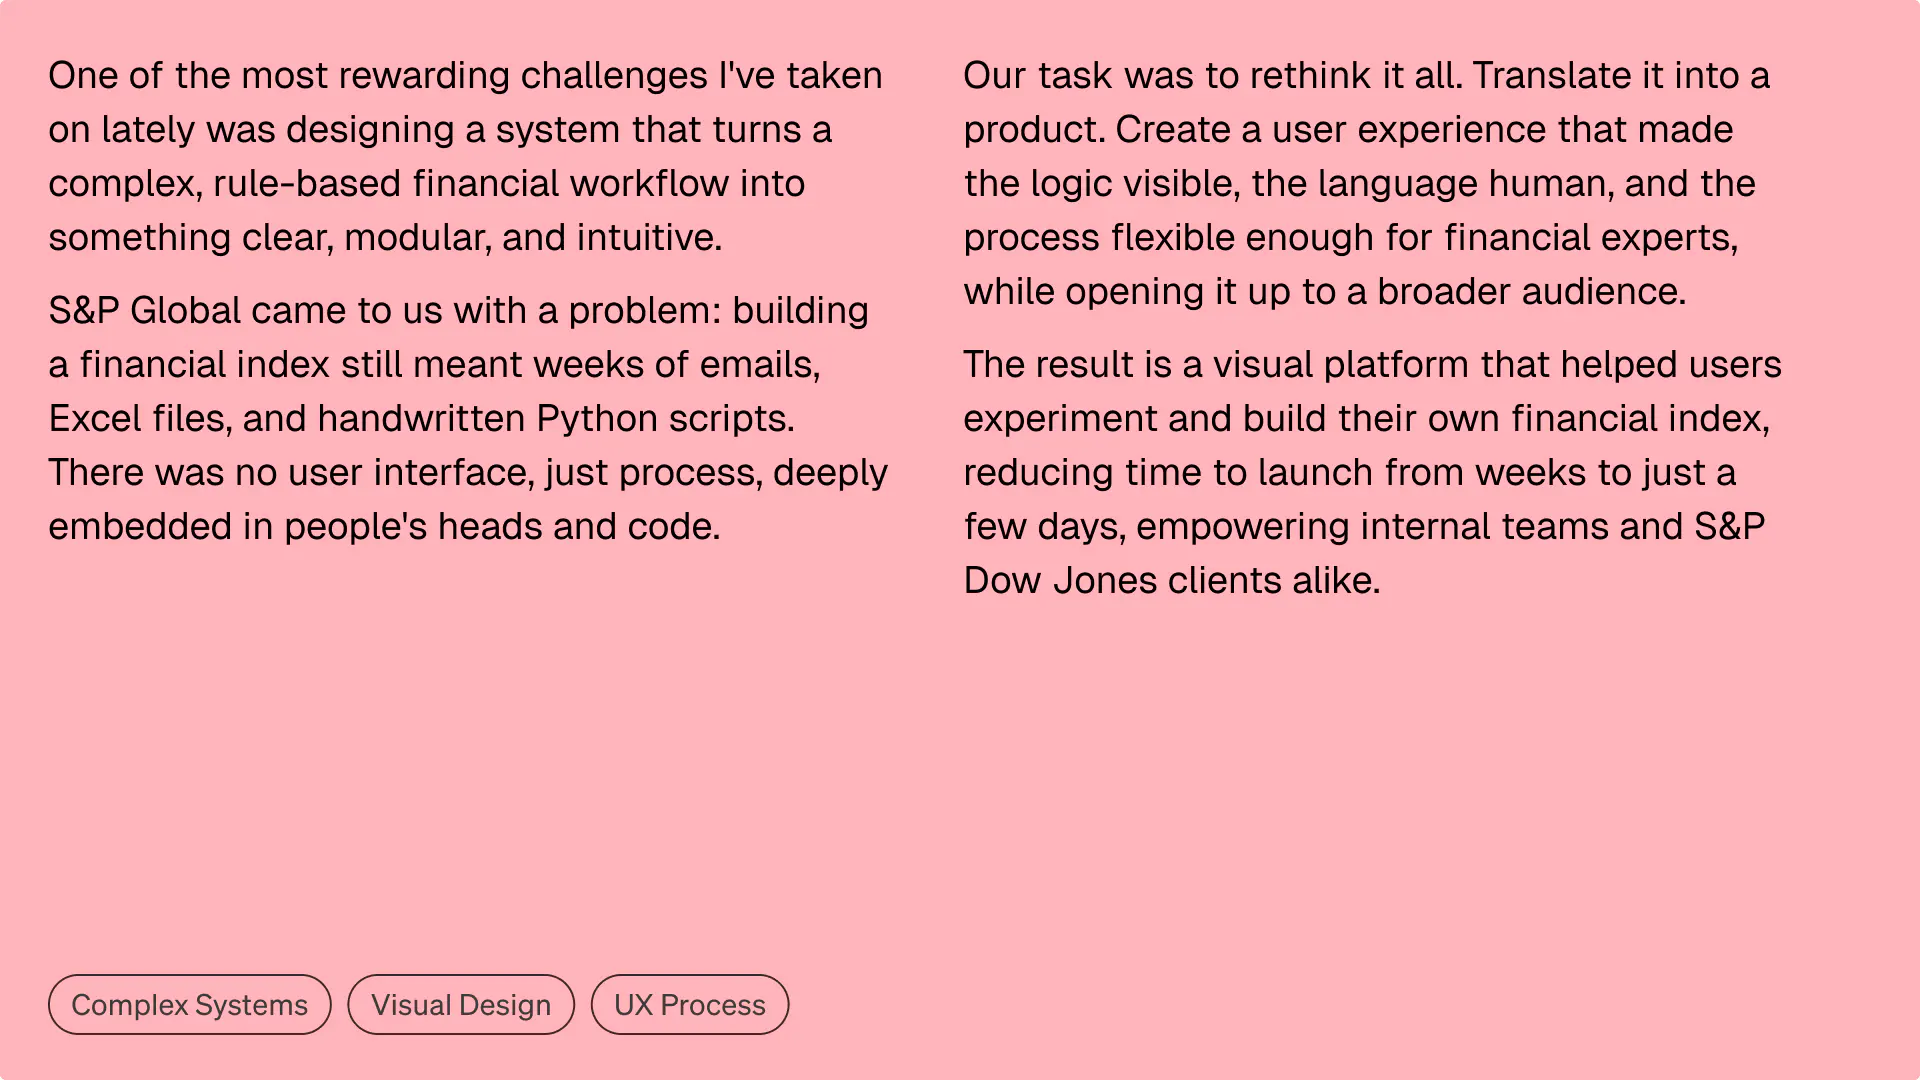 One of the most rewarding challenges I've taken
on lately was designing a system that turns a
complex, rule-based financial workflow into
something clear, modular, and intuitive.
S&P Global came to us with a problem: building
a financial index still meant weeks of emails,
Excel files, and handwritten Python scripts.
There was no user interface, just process, deeply
embedded in people's heads and code.
Our task was to rethink it all. Translate it into a
product. Create a user experience that made
the logic visible, the language human, and the
process flexible enough for financial experts,
while opening it up to a broader audience.
The result is a visual platform that helped users
experiment and build their own financial index,
reducing time to launch from weeks to just a
few days, empowering internal teams and S&P
Dow Jones clients alike.
Complex Systems
Visual Design
UX Process